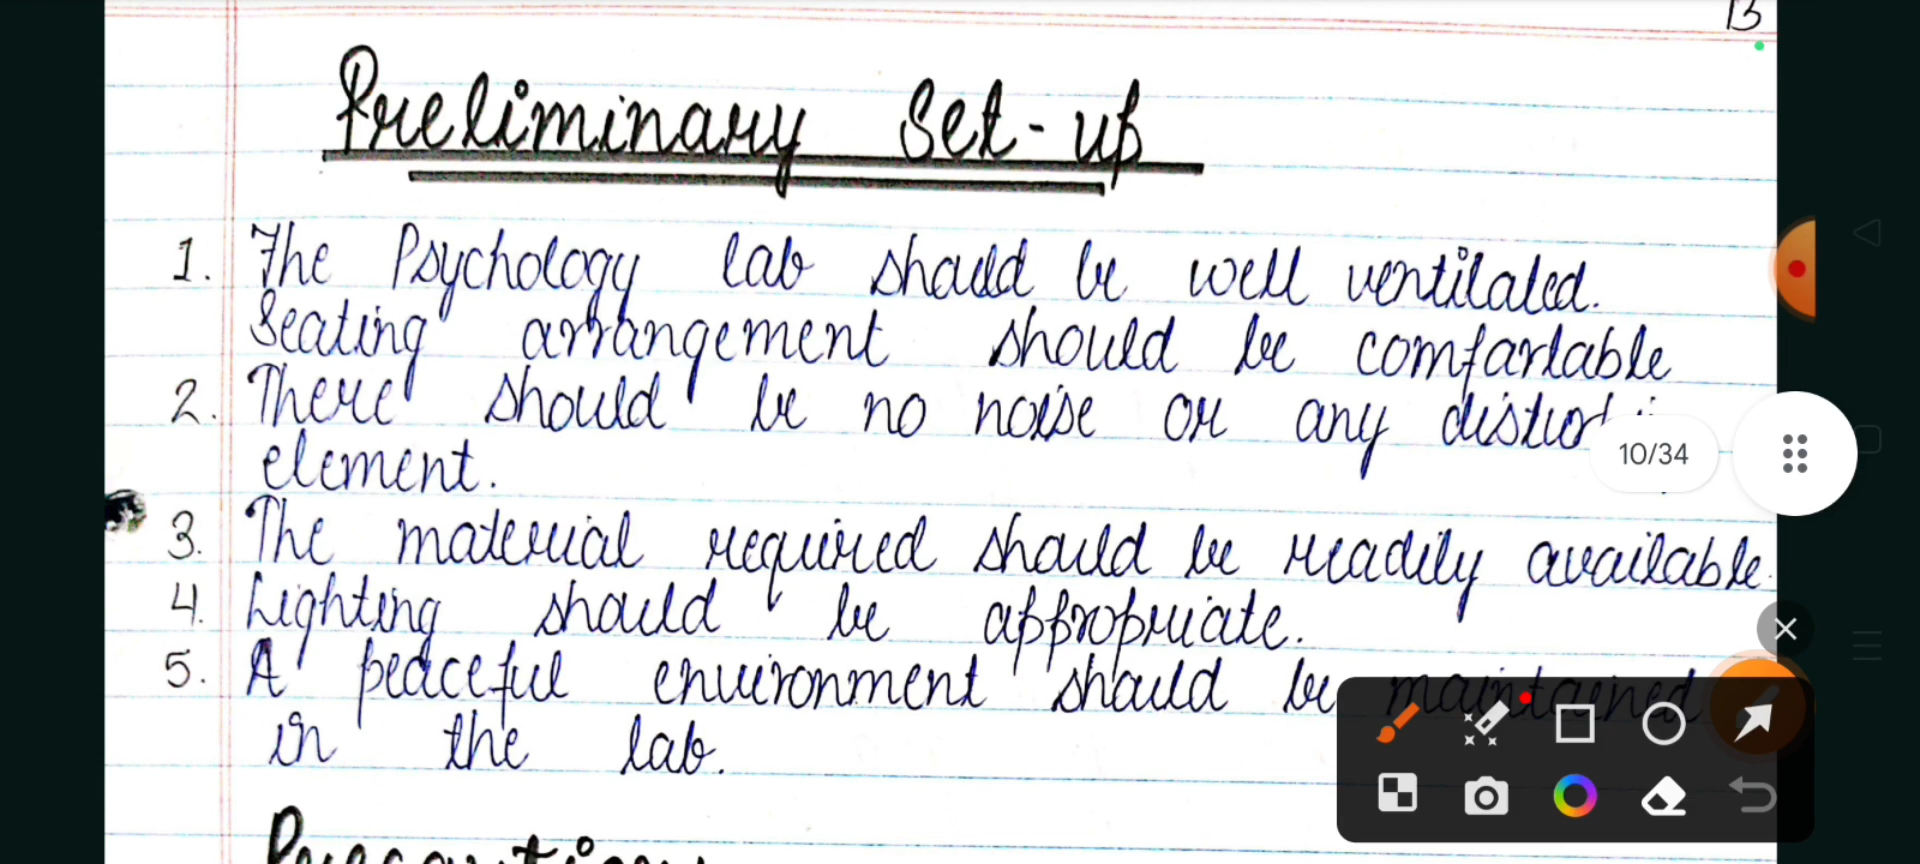 13
Preliminary Set-up
1. The Psychology lab should be well ventilated.
Seating arrangement should be comfortable
2. There should be no noise or any
element.
10/34
3. The material required should be readily available.
4. Lighting should be appropriate.
5. A peaceful environment should be maintained
in the lab.